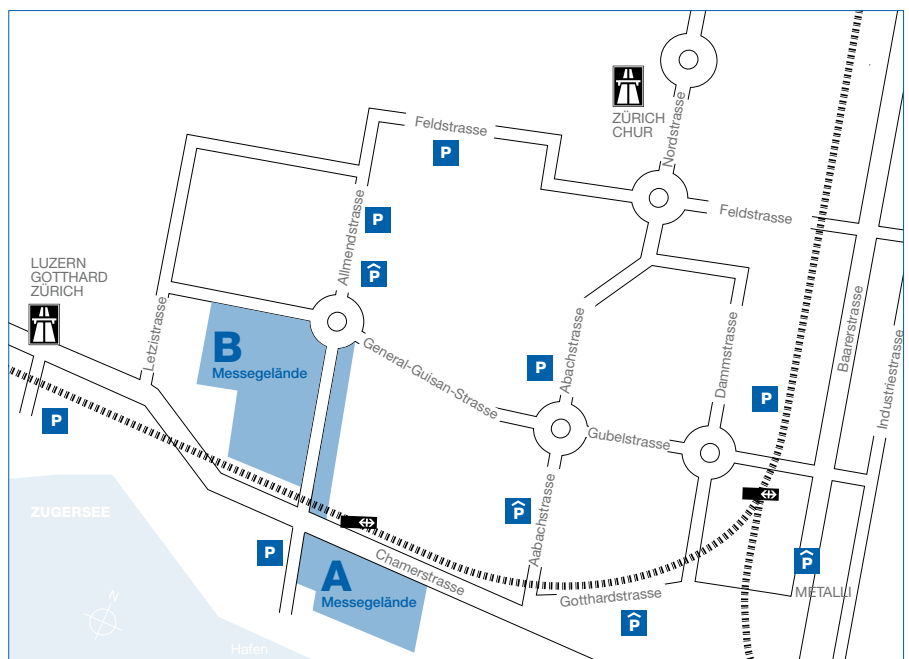 ZÜRICH
CHUR
Nordstrasse
Feldstrasse
P
Feldstrasse
Allmendstrasse
P
P
LUZERN
GOTTHARD
ZÜRICH
Letzistrasse
B
Messegelände
General-Guisan-Strasse
Abachstrasse
P
Dammstrasse
P
Baarerstrasse
Industriestrasse
P
Gubelstrasse
ZUGERSEE
P
Aabachstrasse
P
Chamerstrasse
A
Messegelände
Gotthardstrasse
P
P
METALLI
N
Hafen